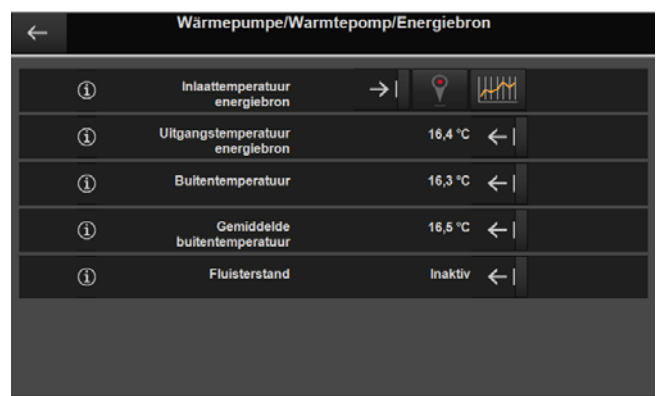 Wärmepumpe/Warmtepomp/Energiebron
Inlaattemperatuur
energiebron
Uitgangstemperatuur
energiebron
16,4 °C
Buitentemperatuur
16,3 °C
Gemiddelde
buitentemperatuur
16,5 °C
Fluisterstand
Inaktiv